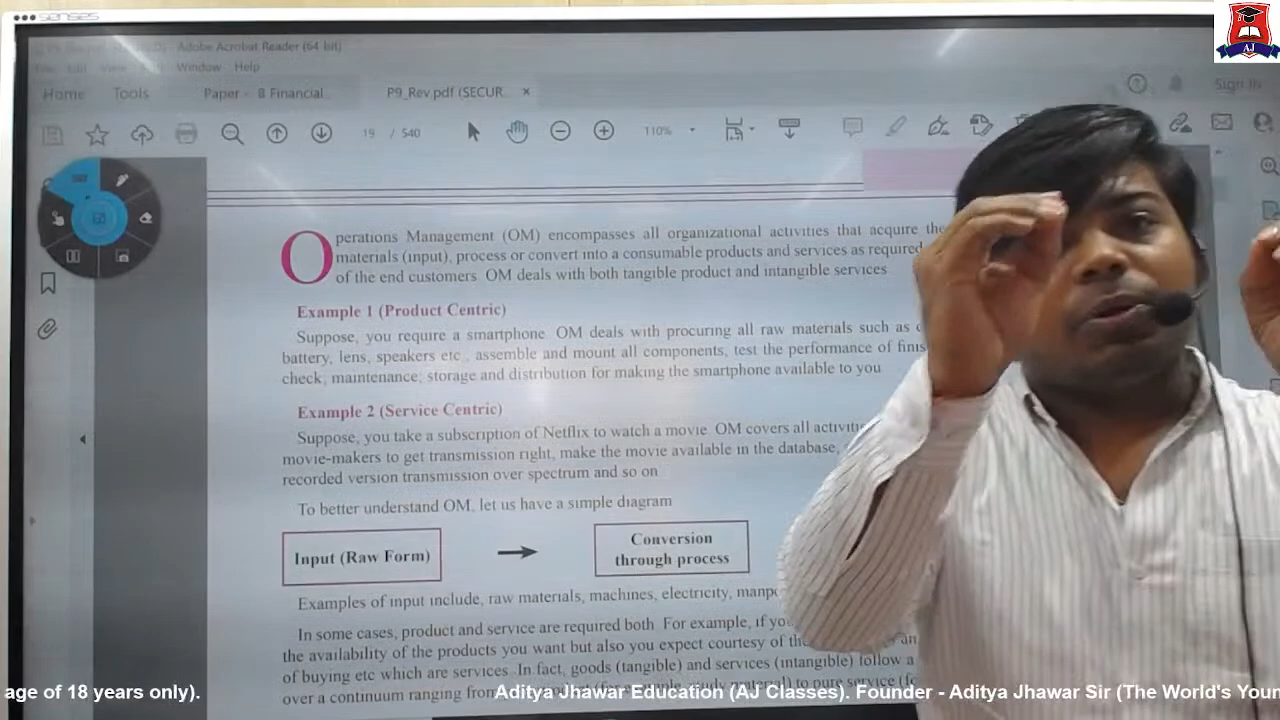 senses
Adobe Acrobat Reader (64 bit)
File Edit View Window Help
Home Tools Paper - 8 Financial P9_Rev.pdf (SECUR... × Sign In
19 / 540 110%
Operations Management (OM) encompasses all organizational activities that acquire the
materials (input), process or convert into a consumable products and services as required
of the end customers. OM deals with both tangible product and intangible services
Example 1 (Product Centric)
Suppose, you requre a smartphone. OM deals with procuring all raw materials such as
battery, lens, speakers etc., assemble and mount all components, test the performance of
check, maintenance, storage and distribution for making the smartphone available to you
Example 2 (Service Centric)
Suppose, you take a subscription of Netflix to watch a movie. OM covers all
movie-makers to get transmission right, make the movie available in the database,
recorded version transmission over spectrum and so on
To better understand OM, let us have a simple diagram
Input (Raw Form)
Conversion
through process
Examples of input include, raw materials, machines, electricity,
In some cases, product and service are required both. For example, if
the availability of the products you want but also you expect courtesy of
of buying etc which are services. In fact, goods (tangible) and services (intangible) follow a
over a continuum ranging from to pure service
AJ
age of 18 years only). Aditya Jhawar Education (AJ Classes). Founder - Aditya Jhawar Sir (The World's